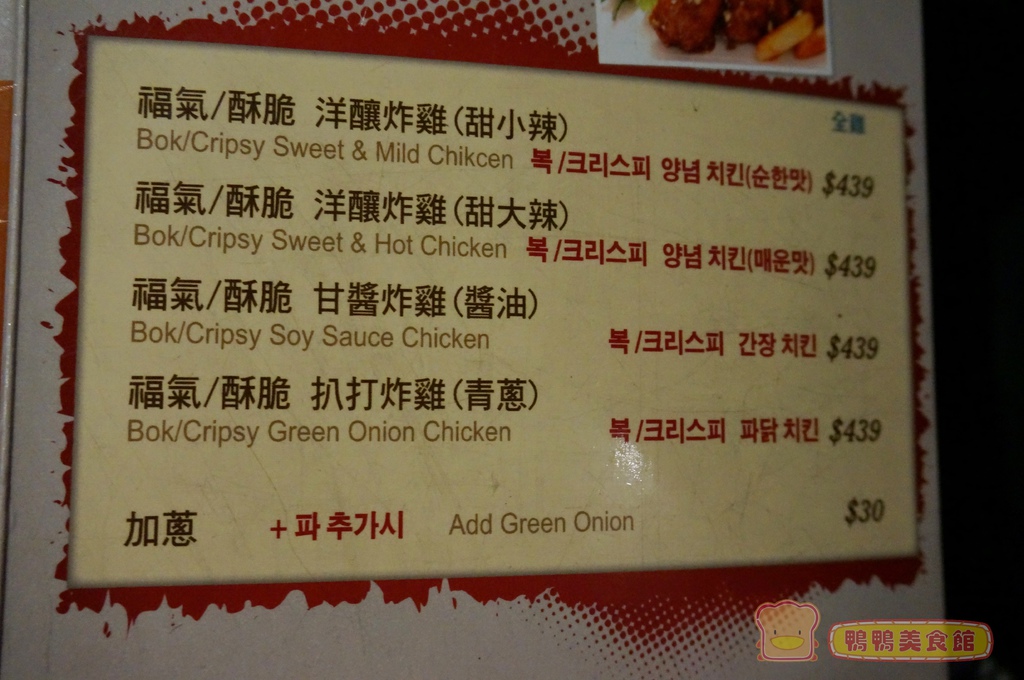 全雞
福氣/酥脆 洋釀炸雞(甜小辣)
Bok/Cripsy Sweet & Mild Chikcen 복/크리스피 양념 치킨(순한맛) $439
福氣/酥脆 洋釀炸雞(甜大辣)
Bok/Cripsy Sweet & Hot Chicken 복/크리스피 양념 치킨(매운맛) $439
福氣/酥脆 甘醬炸雞(醬油)
Bok/Cripsy Soy Sauce Chicken 복/크리스피 간장 치킨 $439
福氣/酥脆 扒打炸雞(青蔥)
Bok/Cripsy Green Onion Chicken 복/크리스피 파닭 치킨 $439
加蔥 + 파 추가시 Add Green Onion $30
鴨鴨美食館